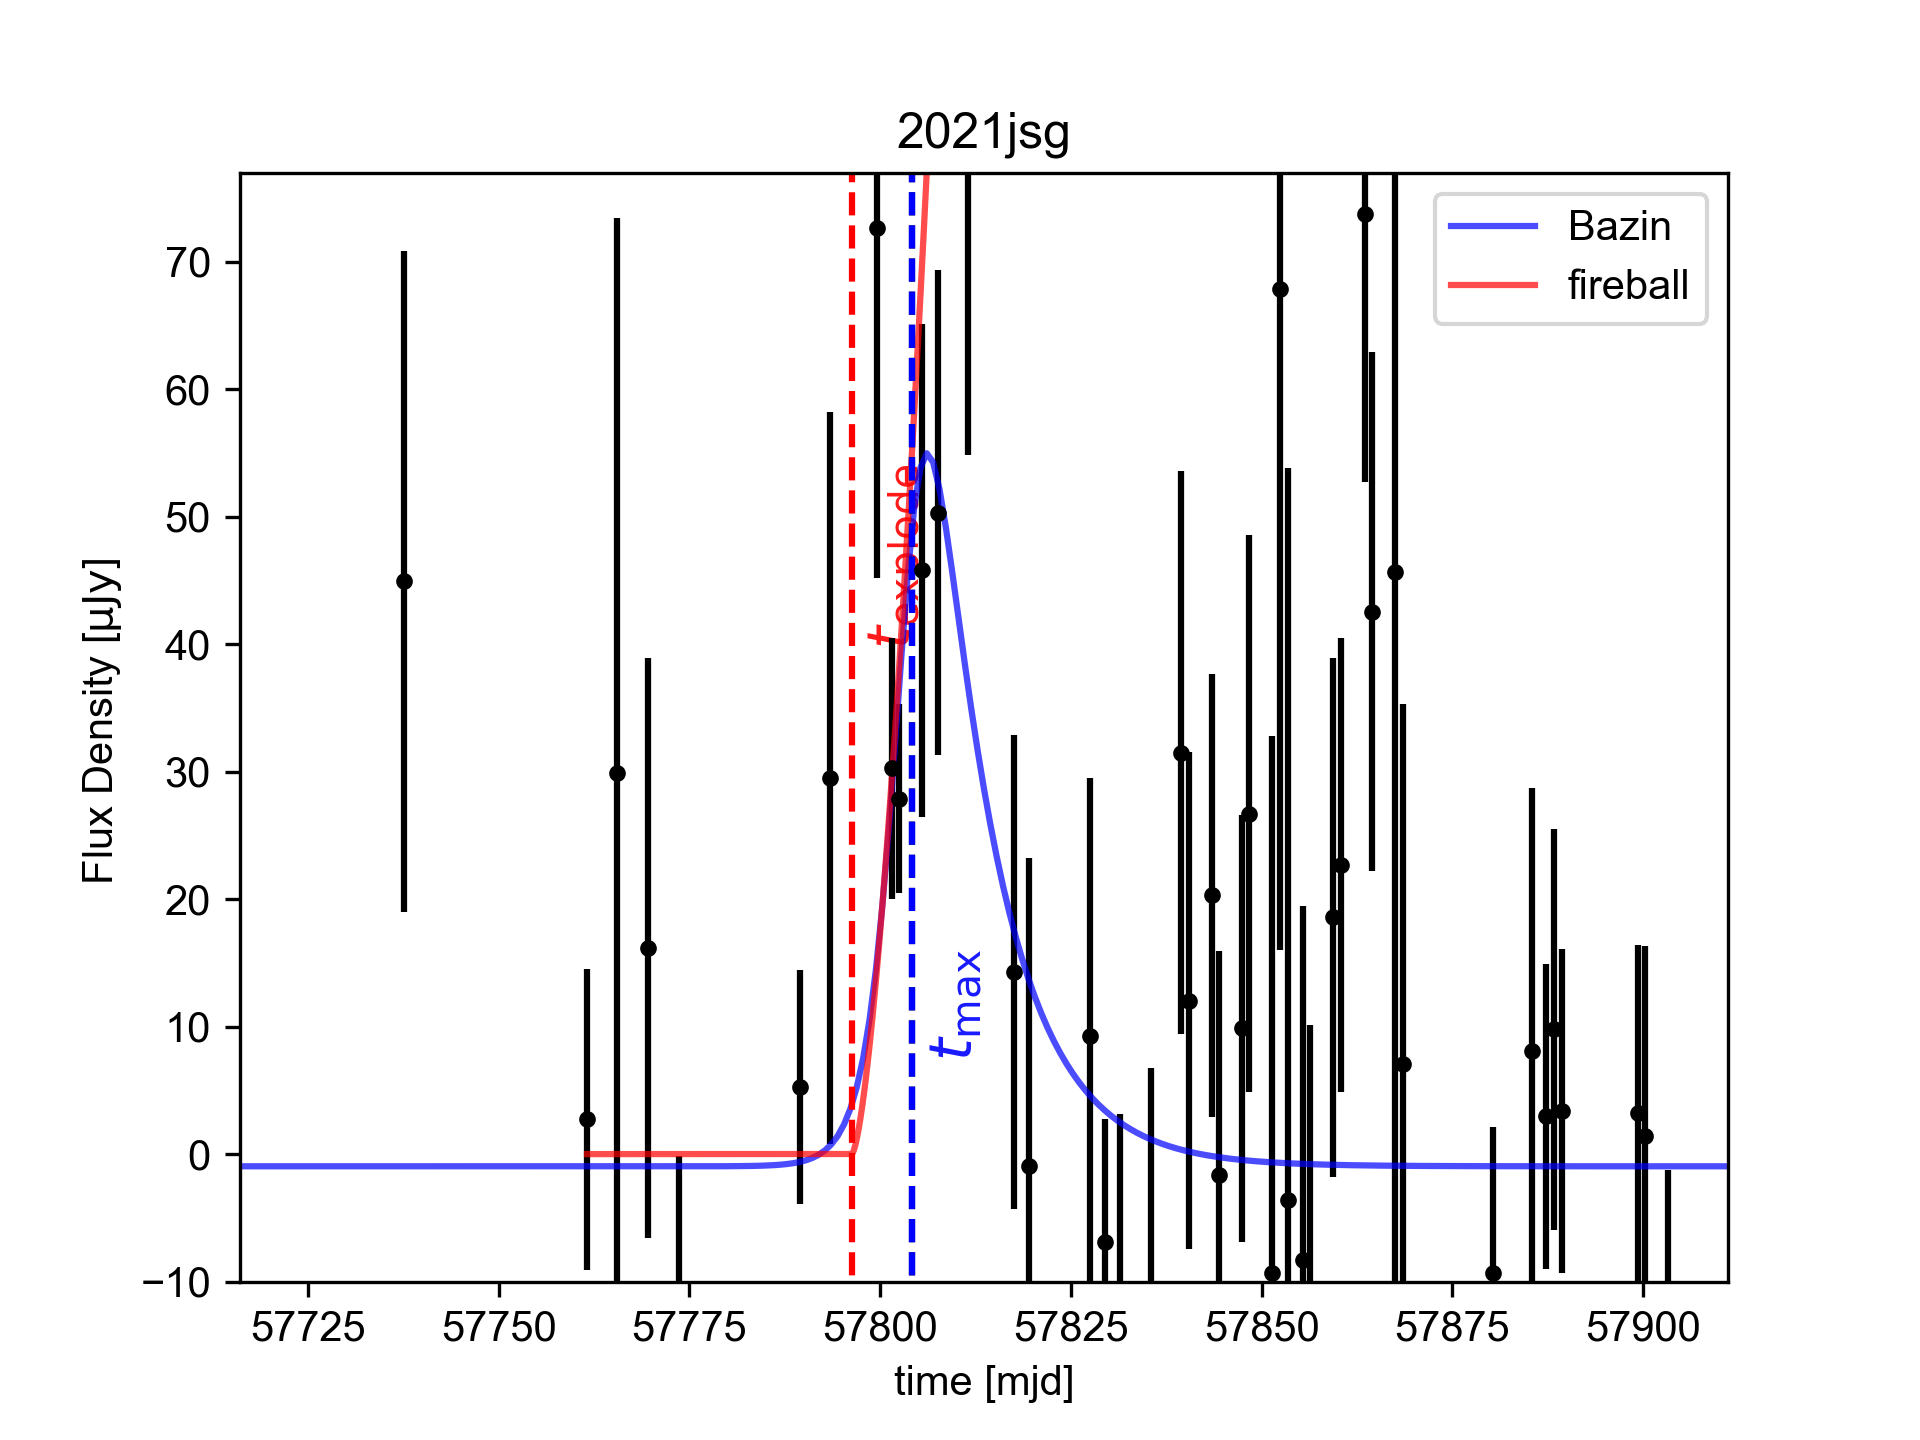 2021jsg
Bazin
fireball
70
60
50
40
30
20
10
0
−10
Flux Density [μJy]
t_explode
t_max
57725 57750 57775 57800 57825 57850 57875 57900
time [mjd]